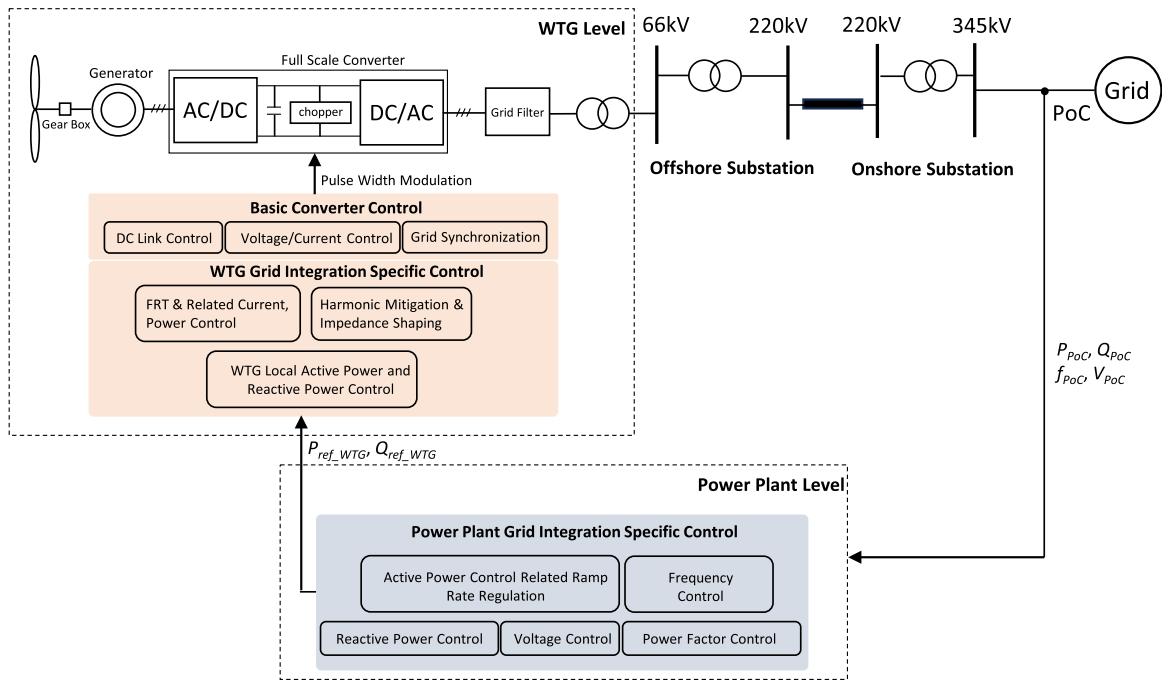 WTG Level
66kV
220kV
220kV
345kV
Full Scale Converter
Generator
Gear Box
AC/DC
chopper
DC/AC
Grid Filter
Grid
PoC
Offshore Substation
Onshore Substation
Pulse Width Modulation
Basic Converter Control
DC Link Control
Voltage/Current Control
Grid Synchronization
WTG Grid Integration Specific Control
FRT & Related Current,
Power Control
Harmonic Mitigation &
Impedance Shaping
WTG Local Active Power and
Reactive Power Control
P_PoC, Q_PoC
f_PoC, V_PoC
P_ref_WTG, Q_ref_WTG
Power Plant Level
Power Plant Grid Integration Specific Control
Active Power Control Related Ramp
Rate Regulation
Frequency
Control
Reactive Power Control
Voltage Control
Power Factor Control